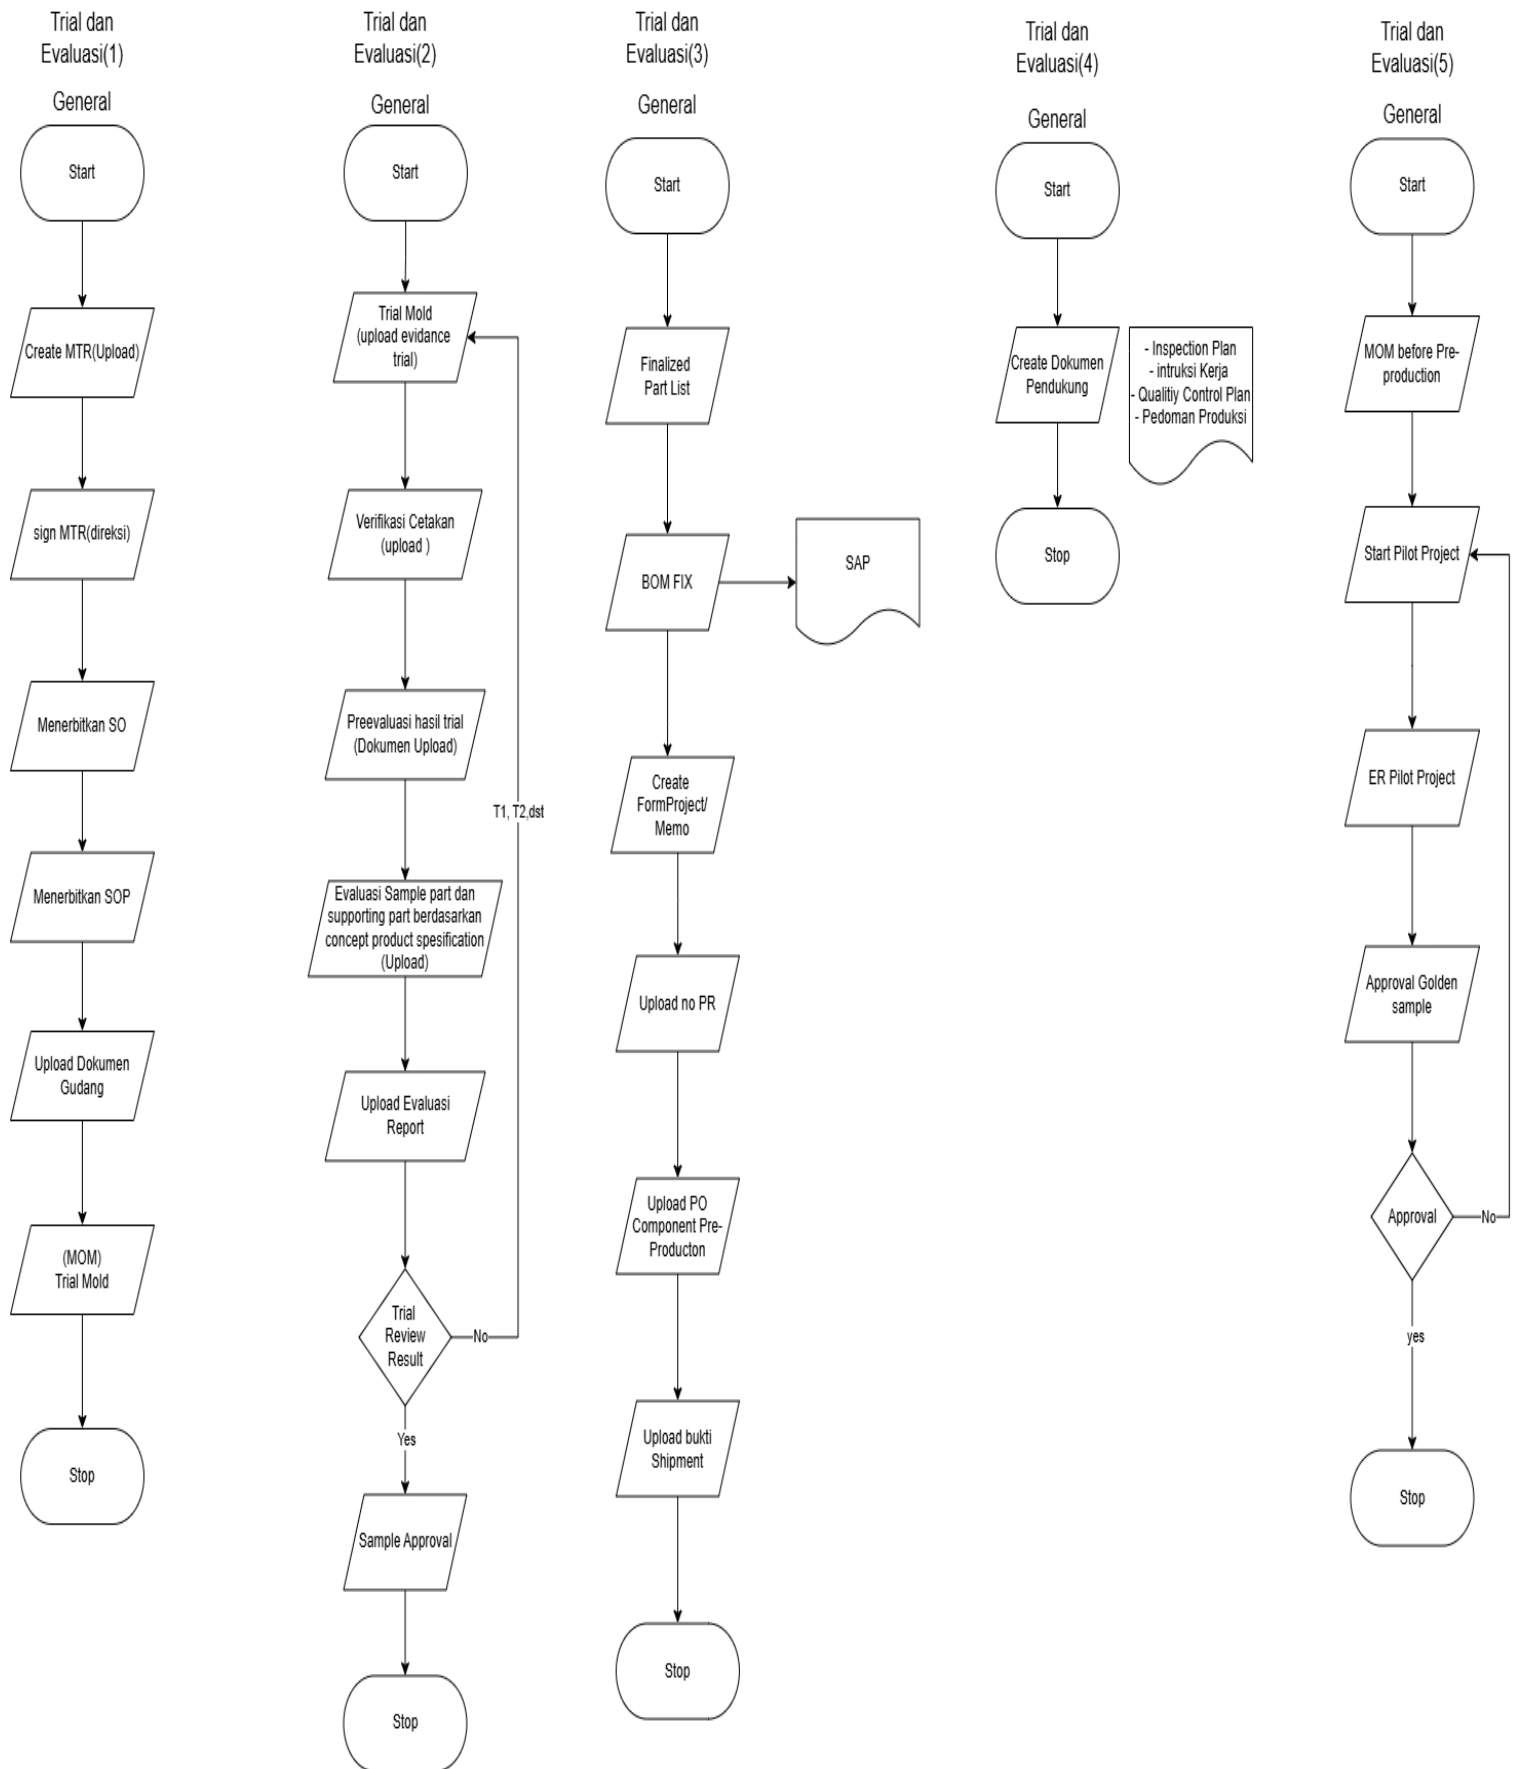 Trial dan
Evaluasi(1)
General
Start
Create MTR(Upload)
sign MTR(direksi)
Menerbitkan SO
Menerbitkan SOP
Upload Dokumen
Gudang
(MOM)
Trial Mold
Stop
Trial dan
Evaluasi(2)
General
Start
Trial Mold
(upload evidance
trial)
Verifikasi Cetakan
(upload )
Preevaluasi hasil trial
(Dokumen Upload)
Evaluasi Sample part dan
supporting part berdasarkan
concept product spesification
(Upload)
Upload Evaluasi
Report
Trial
Review
Result
No
T1, T2,dst
Yes
Sample Approval
Stop
Trial dan
Evaluasi(3)
General
Start
Finalized
Part List
BOM FIX
SAP
Create
FormProject/
Memo
Upload no PR
Upload PO
Component Pre-
Producton
Upload bukti
Shipment
Stop
Trial dan
Evaluasi(4)
General
Start
Create Dokumen
Pendukung
- Inspection Plan
- intruksi Kerja
- Qualitiy Control Plan
- Pedoman Produksi
Stop
Trial dan
Evaluasi(5)
General
Start
MOM before Pre-
production
Start Pilot Project
ER Pilot Project
Approval Golden
sample
Approval
No
yes
Stop